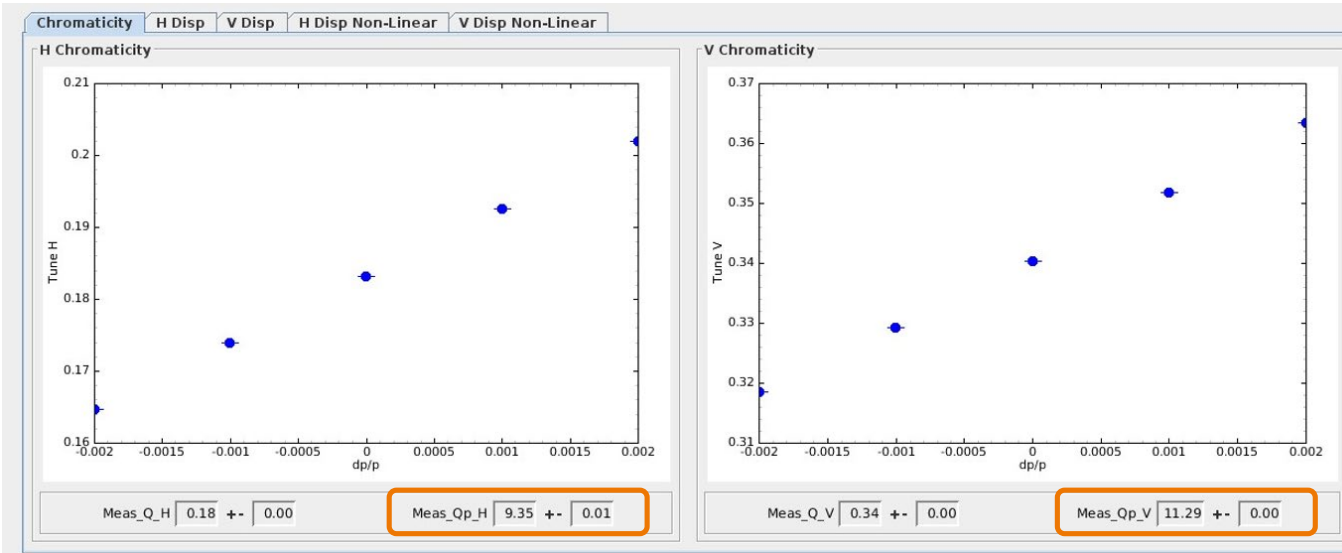 Chromaticity H Disp V Disp H Disp Non-Linear V Disp Non-Linear
H Chromaticity
0.21
0.2
0.19
0.18
0.17
0.16
Tune H
-0.002 -0.0015 -0.001 -0.0005 0 0.0005 0.001 0.0015 0.002
dp/p
Meas_Q_H 0.18 +- 0.00 Meas_Qp_H 9.35 +- 0.01
V Chromaticity
0.37
0.36
0.35
0.34
0.33
0.32
0.31
Tune V
-0.002 -0.0015 -0.001 -0.0005 0 0.0005 0.001 0.0015 0.002
dp/p
Meas_Q_V 0.34 +- 0.00 Meas_Qp_V 11.29 +- 0.00